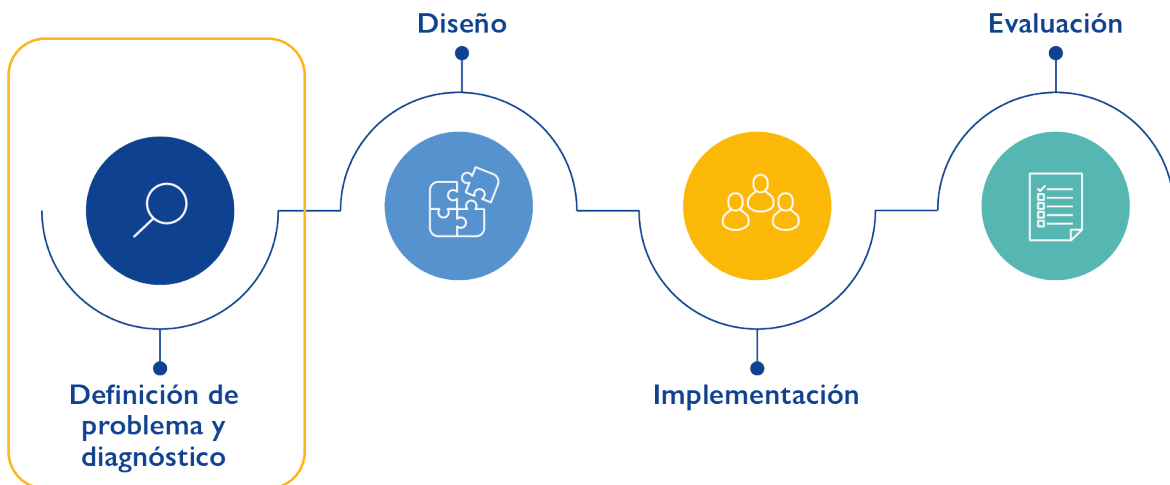 Definición de
problema y
diagnóstico
Diseño
Implementación
Evaluación